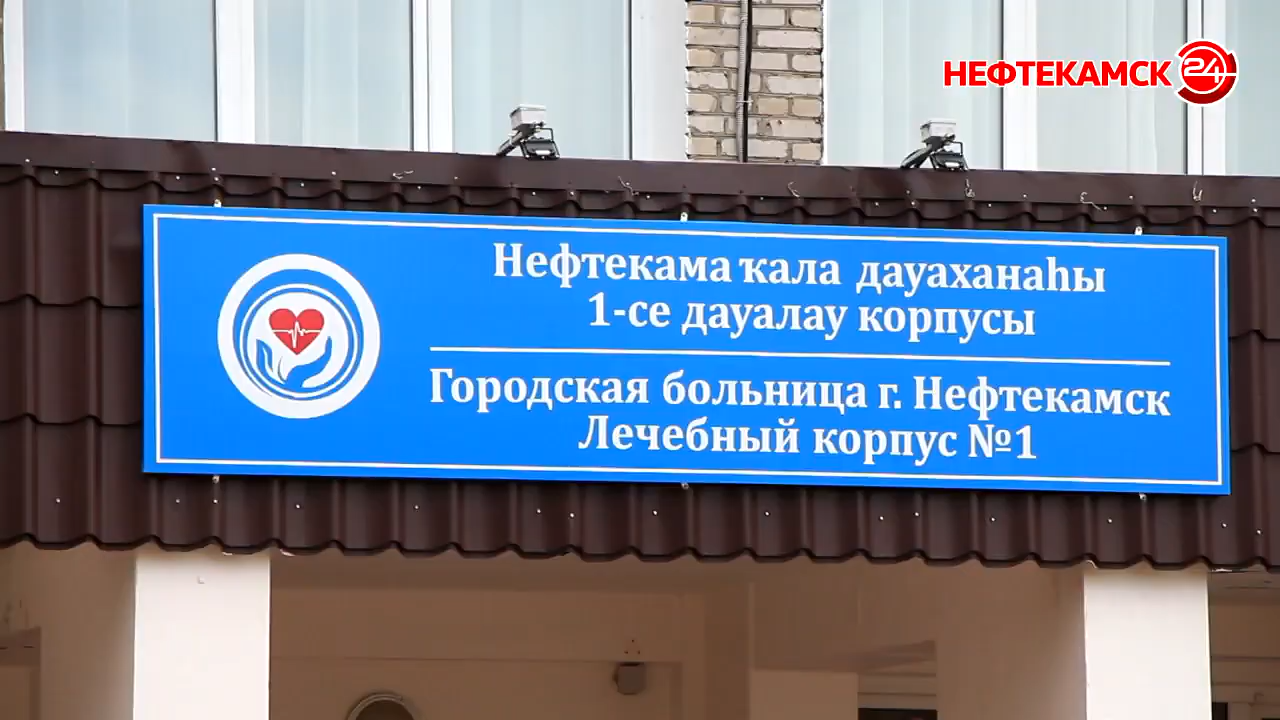 НЕФТЕКАМСК 24
Нефтекама ҡала дауаханаһы
1-се дауалау корпусы
Городская больница г. Нефтекамск
Лечебный корпус №1